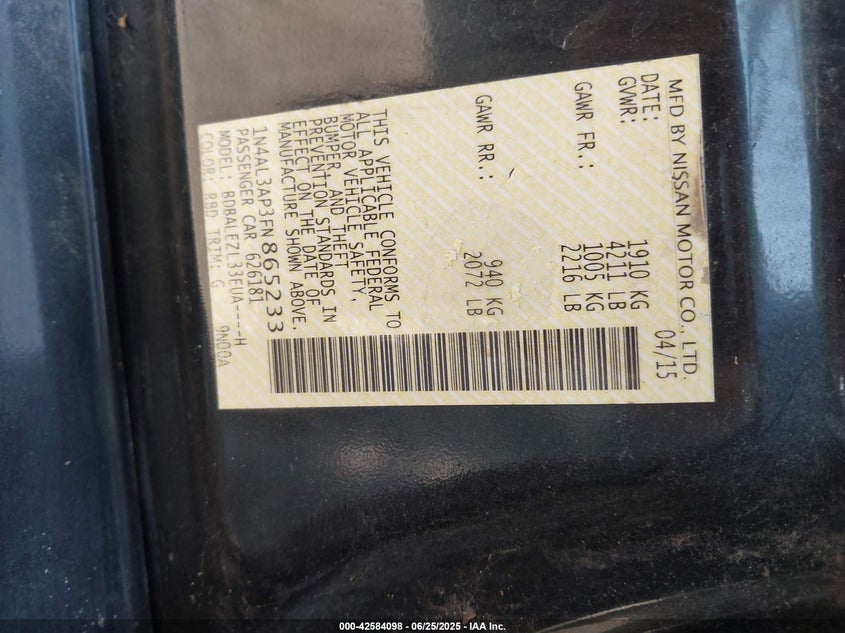 MFD BY NISSAN MOTOR CO., LTD.
DATE: 04/15
GVWR: 1910 KG
4211 LB
GAWR FR.: 1005 KG
2216 LB
GAWR RR.: 940 KG
2072 LB
THIS VEHICLE CONFORMS TO
ALL APPLICABLE FEDERAL
MOTOR VEHICLE SAFETY,
BUMPER, AND THEFT
PREVENTION STANDARDS IN
EFFECT ON THE DATE OF
MANUFACTURE SHOWN ABOVE.
1N4AL3AP3FN865233
PASSENGER CAR 626181
MODEL: BDBALEZL33EUA----H
COLOR: RBD TRIM: G 9N00A
000-42584098 - 06/25/2025 - IAA Inc.